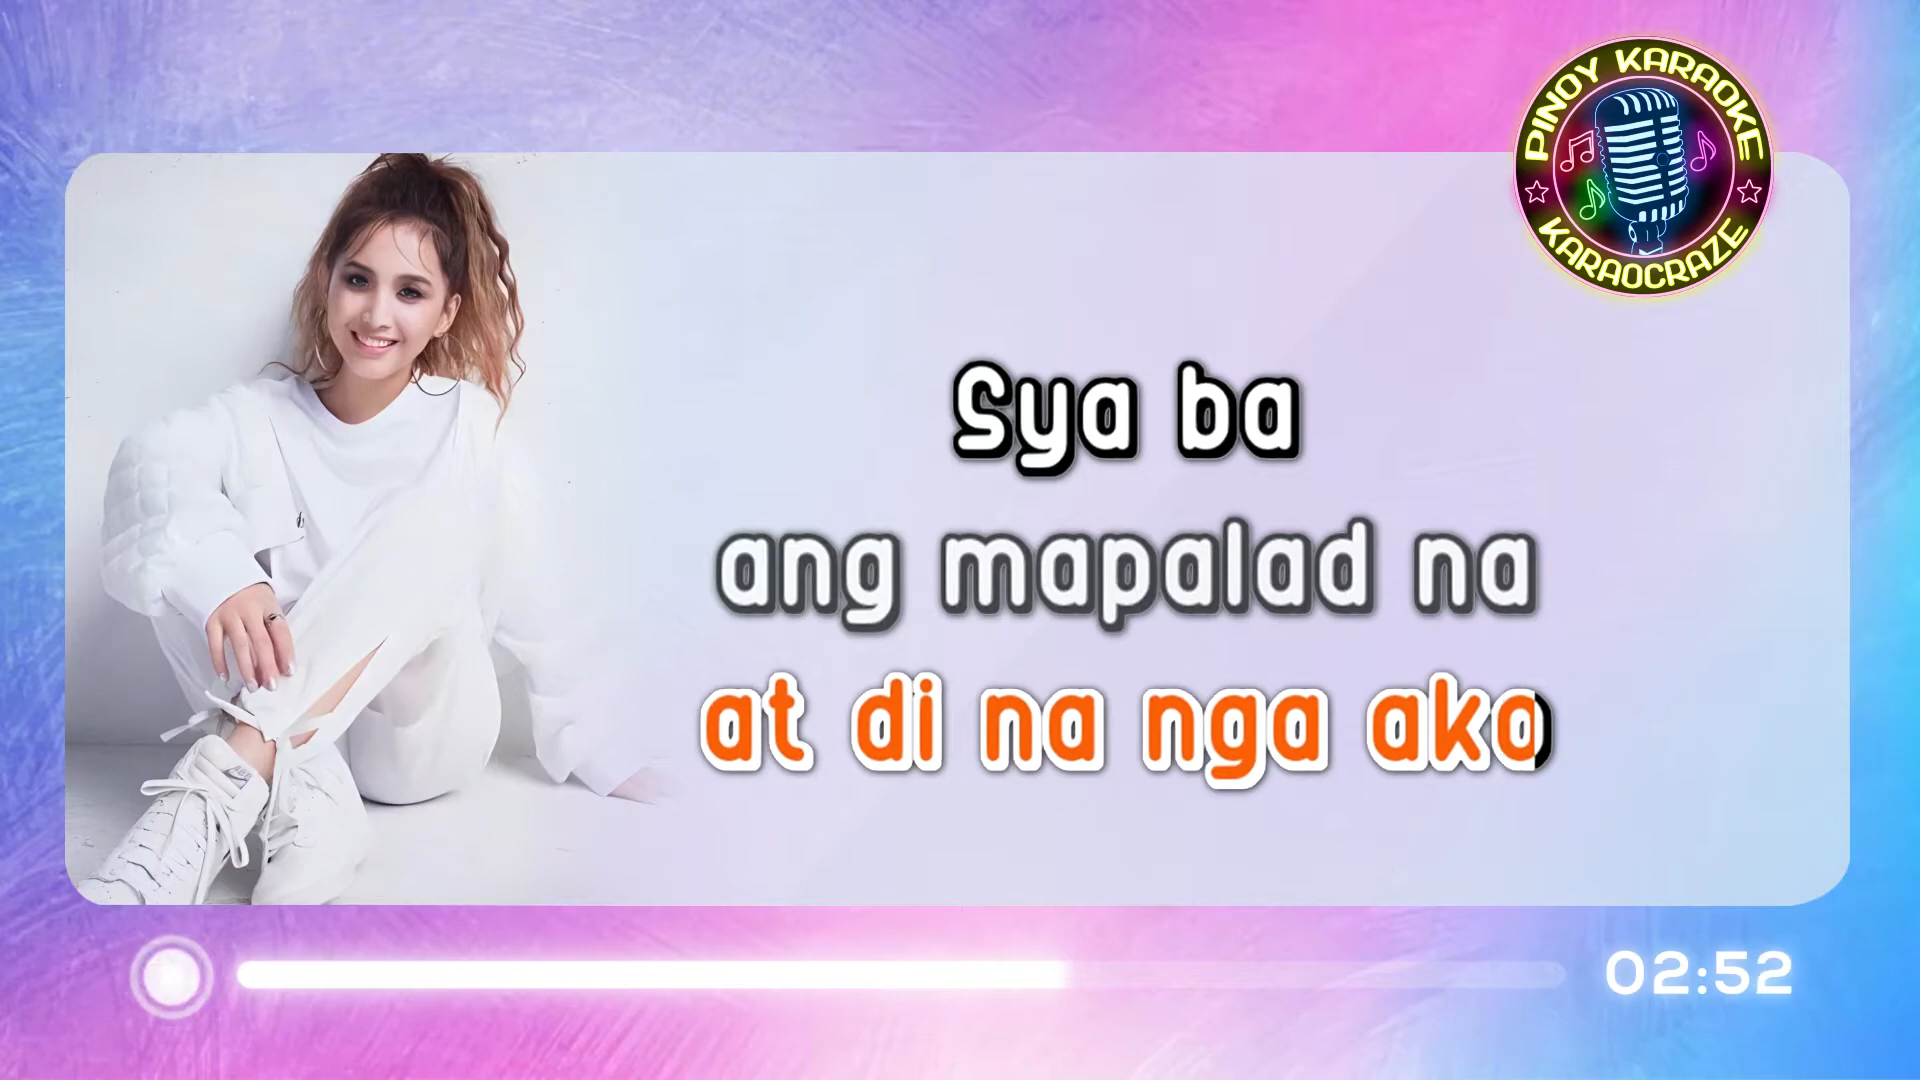 PINOY KARAOKE
KARAOCRAZE
Sya ba
ang mapalad na
at di na nga ako
02:52